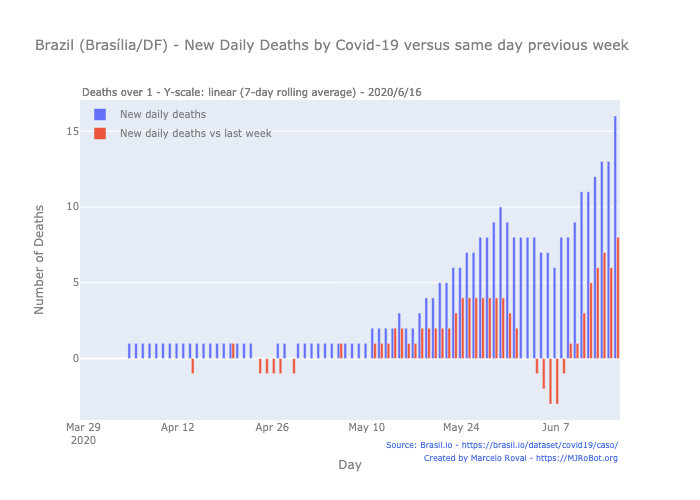 Brazil (Brasília/DF) - New Daily Deaths by Covid-19 versus same day previous week
Deaths over 1 - Y-scale: linear (7-day rolling average) - 2020/6/16
New daily deaths
New daily deaths vs last week
15
10
5
0
Number of Deaths
Mar 29
2020
Apr 12
Apr 26
May 10
May 24
Jun 7
Day
Source: Brasil.io - https://brasil.io/dataset/covid19/caso/
Created by Marcelo Rovai - https://MJRoBot.org